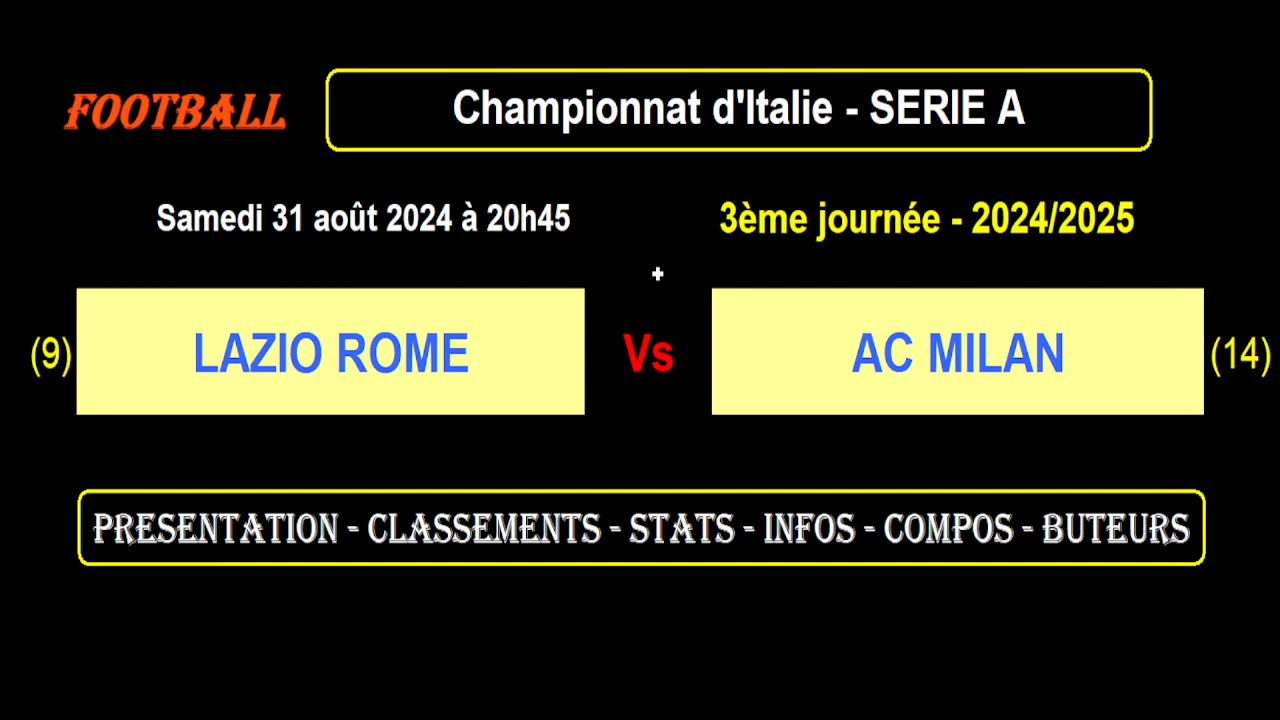 FOOTBALL
Championnat d'Italie - SERIE A
Samedi 31 août 2024 à 20h45
3ème journée - 2024/2025
+
(9) LAZIO ROME Vs AC MILAN (14)
PRESENTATION - CLASSEMENTS - STATS - INFOS - COMPOS - BUTEURS